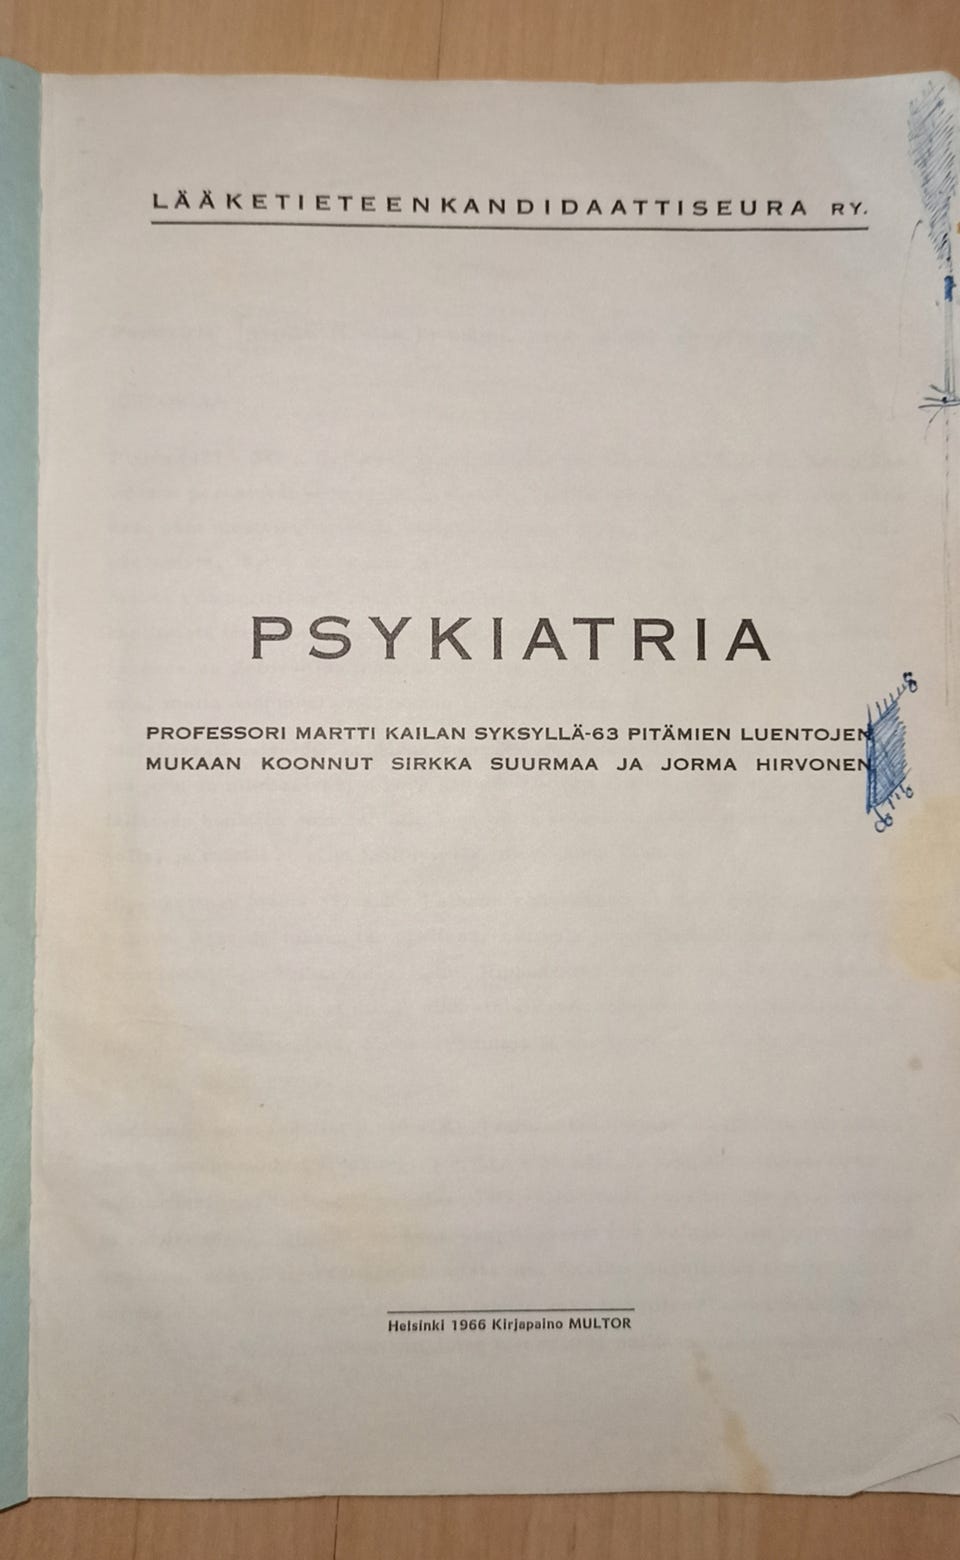 LÄÄKETIETEENKANDIDAATTISEURA RY.
PSYKIATRIA
PROFESSORI MARTTI KAILAN SYKSYLLÄ-63 PITÄMIEN LUENTOJEN
MUKAAN KOONNUT SIRKKA SUURMAA JA JORMA HIRVONEN
Helsinki 1966 Kirjapaino MULTOR